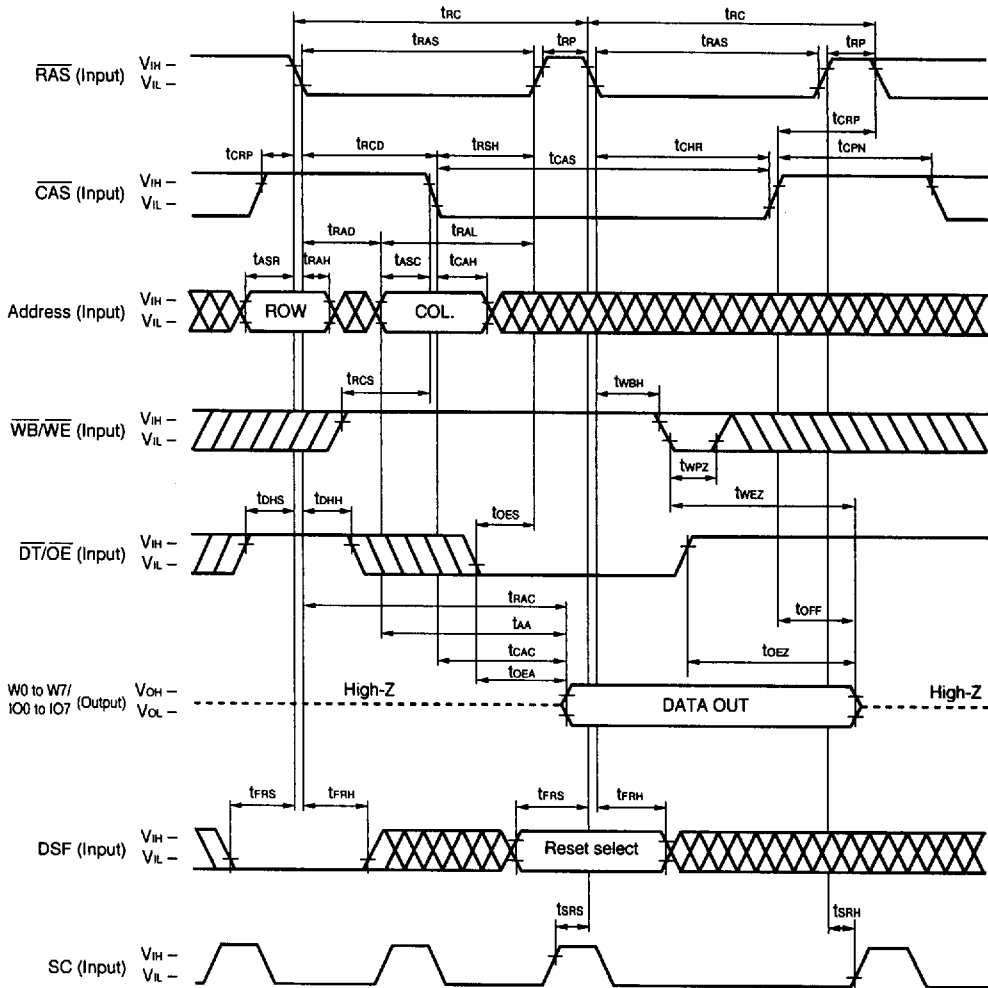 tRC tRC
tRAS tRP tRAS tRP
RAS (Input) VIH VIL
tCRP
tCRP tRCD tRSH tCAS tCHR tCPN
CAS (Input) VIH VIL
tRAD tRAL
tASR tRAH tASC tCAH
Address (Input) VIH VIL ROW COL.
tRCS tWBH
WB/WE (Input) VIH VIL
tWPZ
tDHS tDHH tOES tWEZ
DT/OE (Input) VIH VIL
tRAC tOFF
tAA
tCAC tOEZ
tOEA
W0 to W7/
IO0 to IO7 (Output) VOH VOL High-Z DATA OUT High-Z
tFRS tFRH tFRS tFRH
DSF (Input) VIH VIL Reset select
tSRS tSRH
SC (Input) VIH VIL